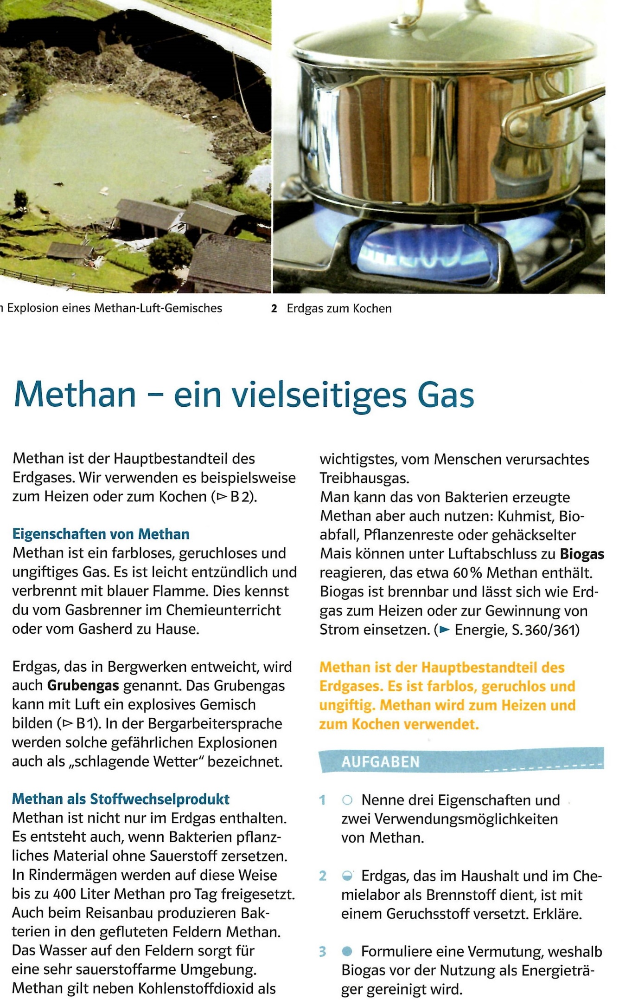 Explosion eines Methan-Luft-Gemisches
2 Erdgas zum Kochen
Methan – ein vielseitiges Gas
Methan ist der Hauptbestandteil des
Erdgases. Wir verwenden es beispielsweise
zum Heizen oder zum Kochen (▻ B 2).
Eigenschaften von Methan
Methan ist ein farbloses, geruchloses und
ungiftiges Gas. Es ist leicht entzündlich und
verbrennt mit blauer Flamme. Dies kennst
du vom Gasbrenner im Chemieunterricht
oder vom Gasherd zu Hause.
Erdgas, das in Bergwerken entweicht, wird
auch Grubengas genannt. Das Grubengas
kann mit Luft ein explosives Gemisch
bilden (▻ B 1). In der Bergarbeitersprache
werden solche gefährlichen Explosionen
auch als „schlagende Wetter“ bezeichnet.
Methan als Stoffwechselprodukt
Methan ist nicht nur im Erdgas enthalten.
Es entsteht auch, wenn Bakterien pflanz-
liches Material ohne Sauerstoff zersetzen.
In Rindermägen werden auf diese Weise
bis zu 400 Liter Methan pro Tag freigesetzt.
Auch beim Reisanbau produzieren Bak-
terien in den gefluteten Feldern Methan.
Das Wasser auf den Feldern sorgt für
eine sehr sauerstoffarme Umgebung.
Methan gilt neben Kohlenstoffdioxid als
wichtigstes, vom Menschen verursachtes
Treibhausgas.
Man kann das von Bakterien erzeugte
Methan aber auch nutzen: Kuhmist, Bio-
abfall, Pflanzenreste oder gehäckselter
Mais können unter Luftabschluss zu Biogas
reagieren, das etwa 60 % Methan enthält.
Biogas ist brennbar und lässt sich wie Erd-
gas zum Heizen oder zur Gewinnung von
Strom einsetzen. (► Energie, S. 360/361)
Methan ist der Hauptbestandteil des
Erdgases. Es ist farblos, geruchlos und
ungiftig. Methan wird zum Heizen und
zum Kochen verwendet.
AUFGABEN
1 ○ Nenne drei Eigenschaften und
zwei Verwendungsmöglichkeiten
von Methan.
2 ◒ Erdgas, das im Haushalt und im Che-
mielabor als Brennstoff dient, ist mit
einem Geruchsstoff versetzt. Erkläre.
3 ● Formuliere eine Vermutung, weshalb
Biogas vor der Nutzung als Energieträ-
ger gereinigt wird.